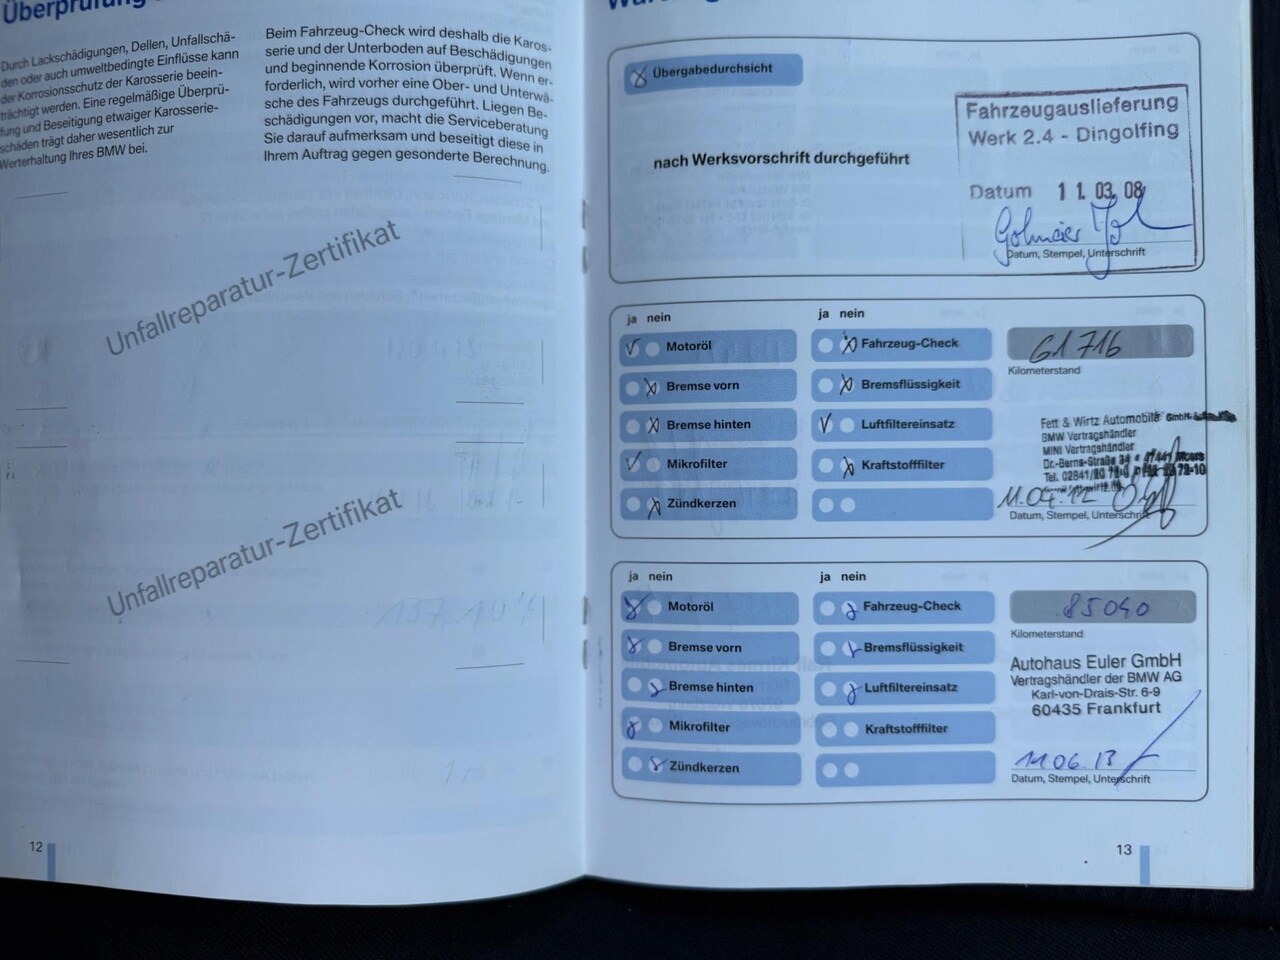 Durch Lackschädigungen, Dellen, Unfallschä-
den oder auch umweltbedingte Einflüsse kann
der Korrosionsschutz der Karosserie beein-
trächtigt werden. Eine regelmäßige Überprü-
fung und Beseitigung etwaiger Karosserie-
schäden trägt daher wesentlich zur
Werterhaltung Ihres BMW bei.
Beim Fahrzeug-Check wird deshalb die Karos-
serie und der Unterboden auf Beschädigungen
und beginnende Korrosion überprüft. Wenn er-
forderlich, wird vorher eine Ober- und Unterwä-
sche des Fahrzeugs durchgeführt. Liegen Be-
schädigungen vor, macht die Serviceberatung
Sie darauf aufmerksam und beseitigt diese in
Ihrem Auftrag gegen gesonderte Berechnung.
Unfallreparatur-Zertifikat
Unfallreparatur-Zertifikat
12
Übergabedurchsicht
nach Werksvorschrift durchgeführt
Fahrzeugauslieferung
Werk 2.4 - Dingolfing
Datum 11.03.08
Datum, Stempel, Unterschrift
ja nein
Motoröl
Bremse vorn
Bremse hinten
Mikrofilter
Zündkerzen
ja nein
Fahrzeug-Check
Bremsflüssigkeit
Luftfiltereinsatz
Kraftstofffilter
61716
Kilometerstand
Fett & Wirtz Automobile GmbH
BMW Vertragshändler
MINI Vertragshändler
Dr.-Berns-Straße 34
Tel. 02841/
11.04.12
Datum, Stempel, Unterschrift
ja nein
Motoröl
Bremse vorn
Bremse hinten
Mikrofilter
Zündkerzen
ja nein
Fahrzeug-Check
Bremsflüssigkeit
Luftfiltereinsatz
Kraftstofffilter
85040
Kilometerstand
Autohaus Euler GmbH
Vertragshändler der BMW AG
Karl-von-Drais-Str. 6-9
60435 Frankfurt
11.06.13
Datum, Stempel, Unterschrift
13